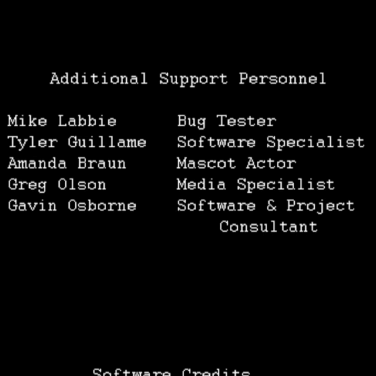 Additional Support Personnel
Mike Labbie Bug Tester
Tyler Guillame Software Specialist
Amanda Braun Mascot Actor
Greg Olson Media Specialist
Gavin Osborne Software & Project
Consultant
Software Credits